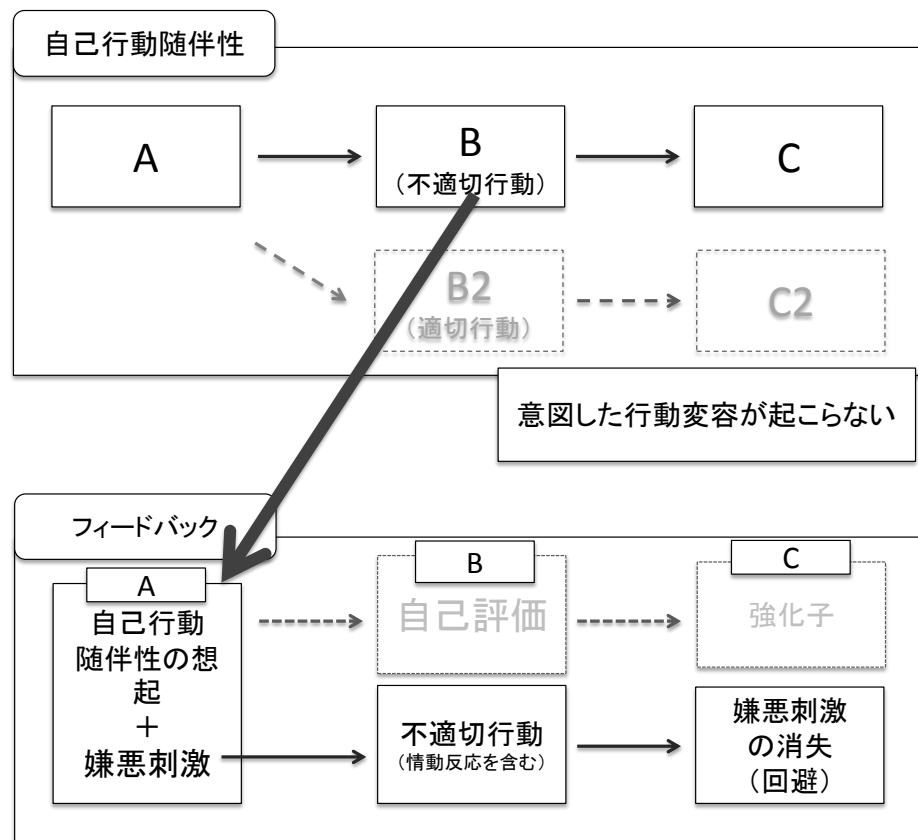 自己行動随伴性
A
B
（不適切行動）
C
B2
（適切行動）
C2
意図した行動変容が起こらない
フィードバック
A
自己行動
随伴性の想
起
＋
嫌悪刺激
B
自己評価
C
強化子
不適切行動
（情動反応を含む）
嫌悪刺激
の消失
（回避）